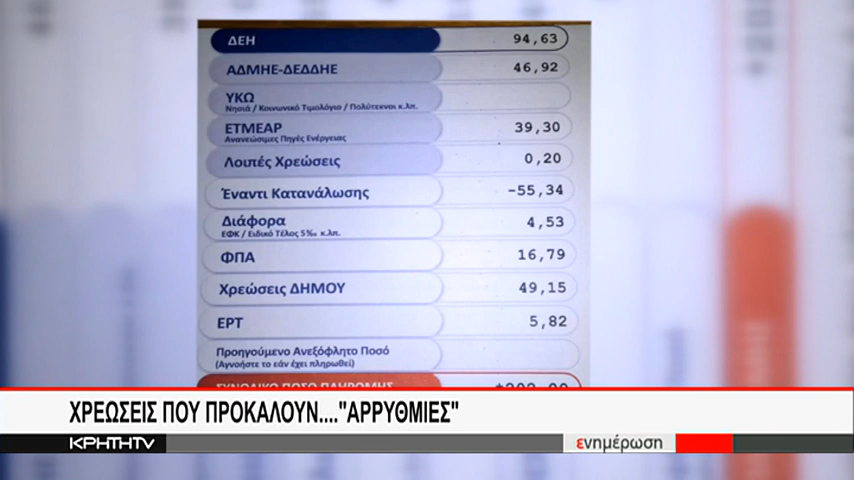 ΔΕΗ 94,63
ΑΔΜΗΕ-ΔΕΔΔΗΕ 46,92
ΥΚΩ
Νησιά / Κοινωνικό Τιμολόγιο / Πολύτεκνοι κ.λπ.
ΕΤΜΕΑΡ 39,30
Ανανεώσιμες Πηγές Ενέργειας
Λοιπές Χρεώσεις 0,20
Έναντι Κατανάλωσης -55,34
Διάφορα 4,53
ΕΦΚ / Ειδικό Τέλος 5‰ κ.λπ.
ΦΠΑ 16,79
Χρεώσεις ΔΗΜΟΥ 49,15
ΕΡΤ 5,82
Προηγούμενο Ανεξόφλητο Ποσό
(Αγνοήστε το εάν έχει πληρωθεί)
ΣΥΝΟΛΙΚΟ ΠΟΣΟ ΠΛΗΡΩΜΗΣ
ΧΡΕΩΣΕΙΣ ΠΟΥ ΠΡΟΚΑΛΟΥΝ...."ΑΡΡΥΘΜΙΕΣ"
ΚΡΗΤΗTV ενημέρωση